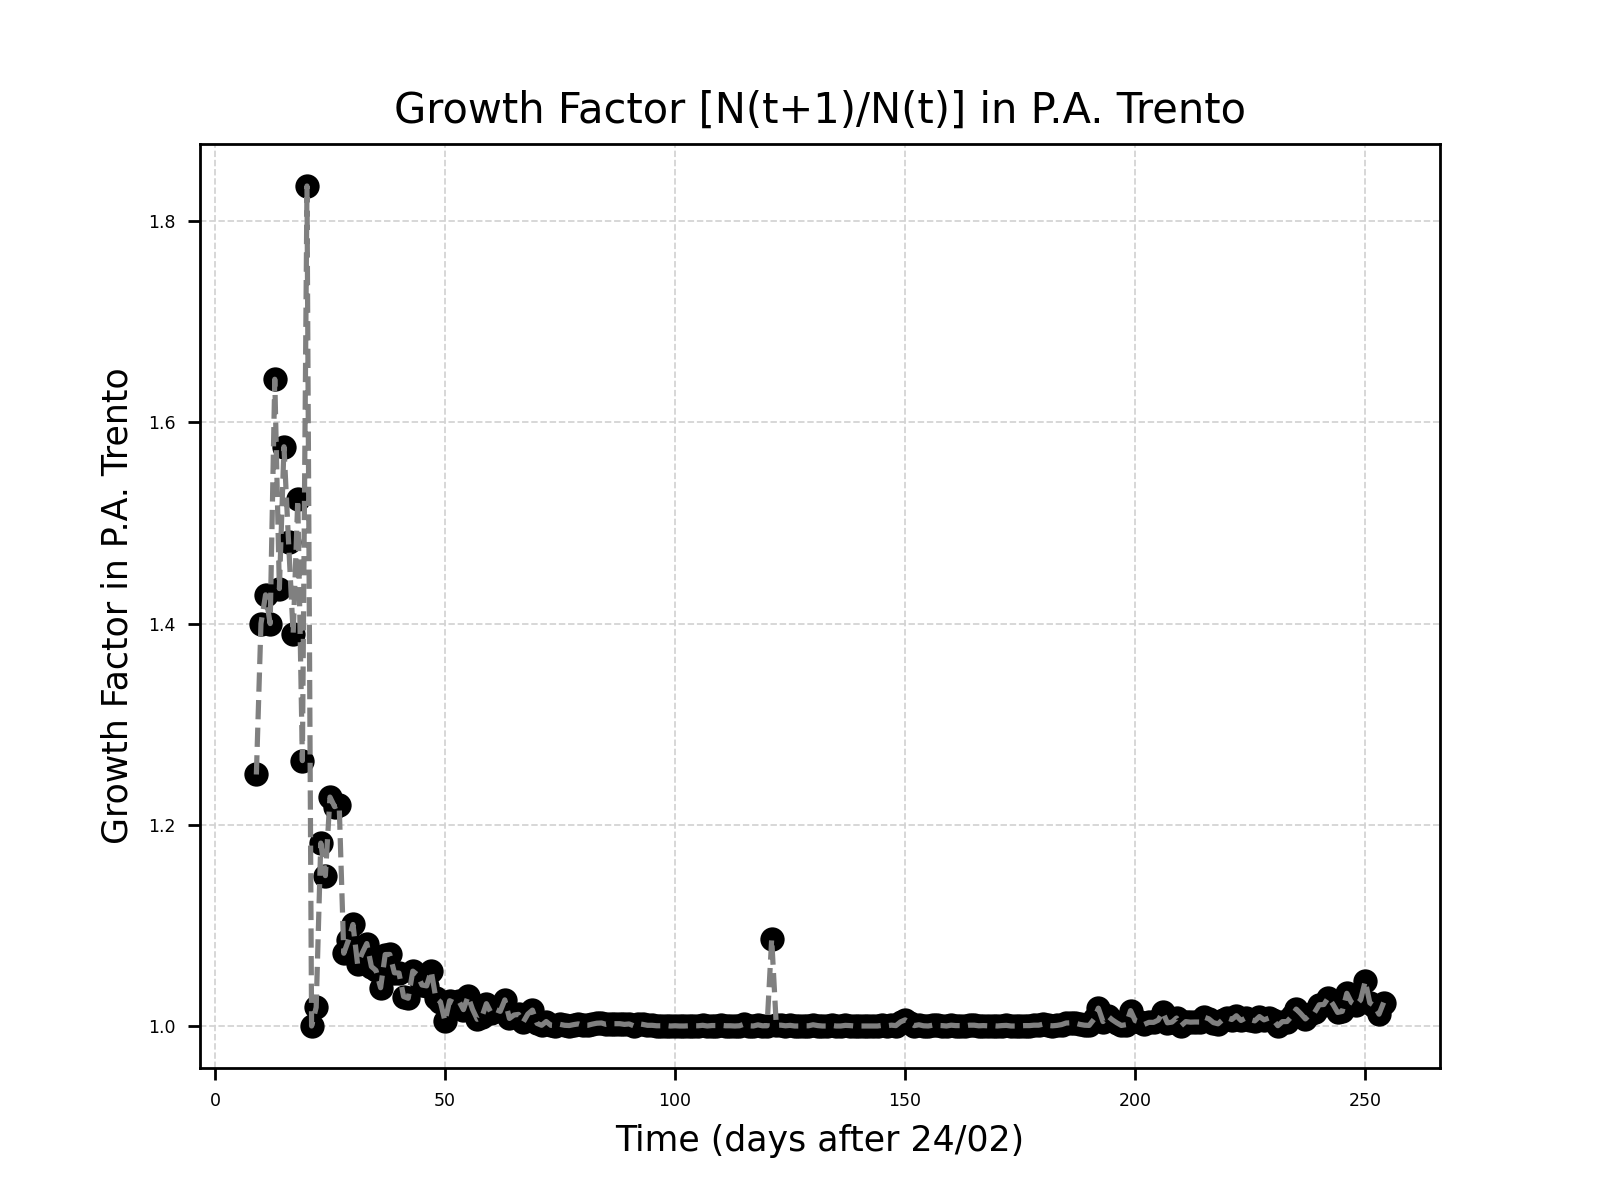 Growth Factor [N(t+1)/N(t)] in P.A. Trento
Growth Factor in P.A. Trento
1.8
1.6
1.4
1.2
1.0
0 50 100 150 200 250
Time (days after 24/02)